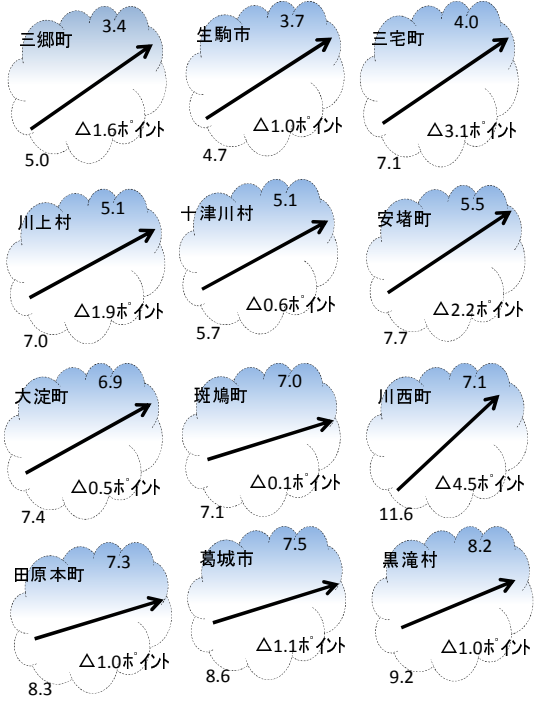 三郷町
3.4
△1.6ﾎﾟｲﾝﾄ
5.0
生駒市
3.7
△1.0ﾎﾟｲﾝﾄ
4.7
三宅町
4.0
△3.1ﾎﾟｲﾝﾄ
7.1
川上村
5.1
△1.9ﾎﾟｲﾝﾄ
7.0
十津川村
5.1
△0.6ﾎﾟｲﾝﾄ
5.7
安堵町
5.5
△2.2ﾎﾟｲﾝﾄ
7.7
大淀町
6.9
△0.5ﾎﾟｲﾝﾄ
7.4
斑鳩町
7.0
△0.1ﾎﾟｲﾝﾄ
7.1
川西町
7.1
△4.5ﾎﾟｲﾝﾄ
11.6
田原本町
7.3
△1.0ﾎﾟｲﾝﾄ
8.3
葛城市
7.5
△1.1ﾎﾟｲﾝﾄ
8.6
黒滝村
8.2
△1.0ﾎﾟｲﾝﾄ
9.2